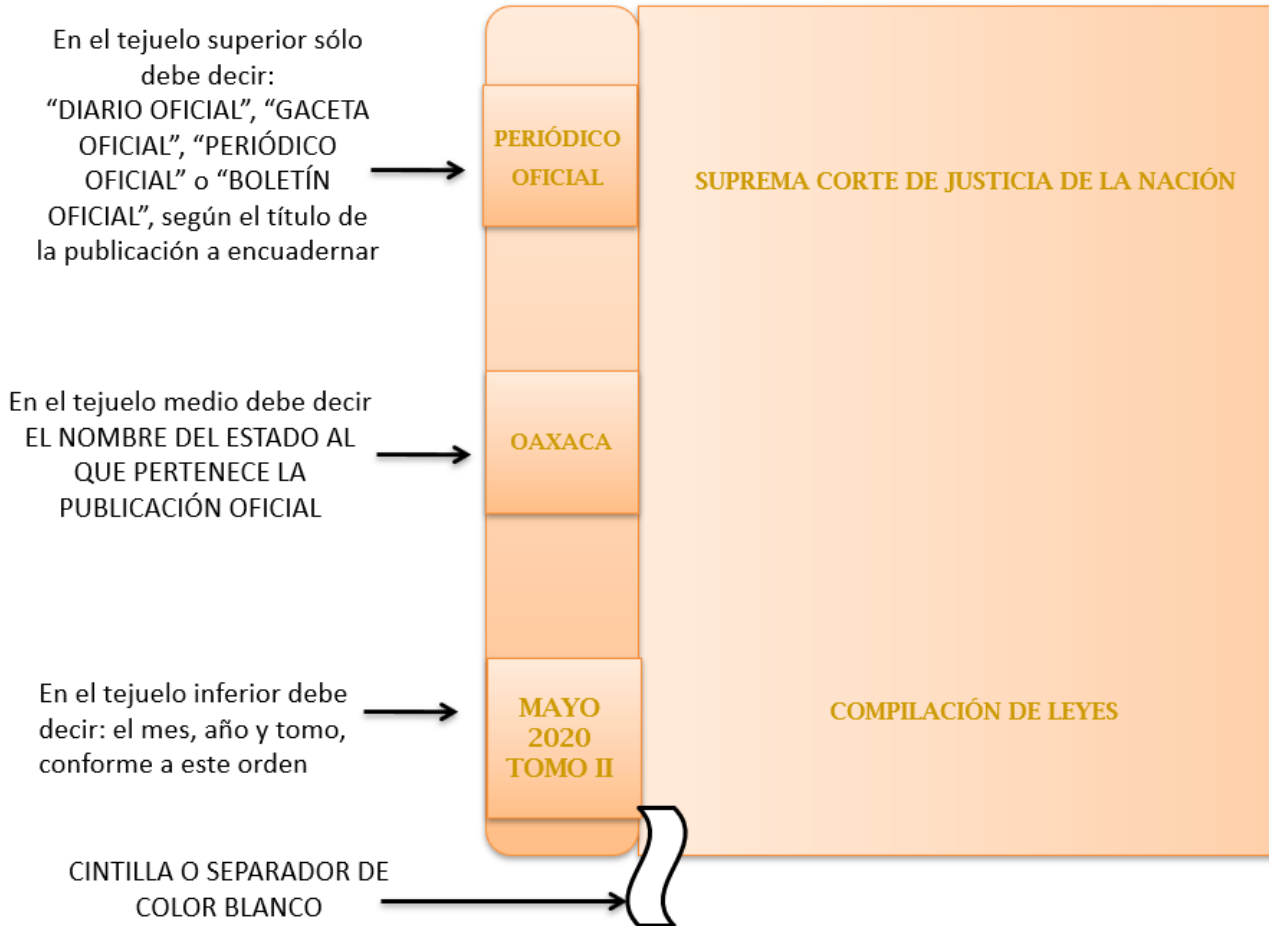 En el tejuelo superior sólo
debe decir:
“DIARIO OFICIAL”, “GACETA
OFICIAL”, “PERIÓDICO
OFICIAL” o “BOLETÍN
OFICIAL”, según el título de
la publicación a encuadernar
PERIÓDICO
OFICIAL
SUPREMA CORTE DE JUSTICIA DE LA NACIÓN
En el tejuelo medio debe decir
EL NOMBRE DEL ESTADO AL
QUE PERTENECE LA
PUBLICACIÓN OFICIAL
OAXACA
En el tejuelo inferior debe
decir: el mes, año y tomo,
conforme a este orden
MAYO
2020
TOMO II
COMPILACIÓN DE LEYES
CINTILLA O SEPARADOR DE
COLOR BLANCO